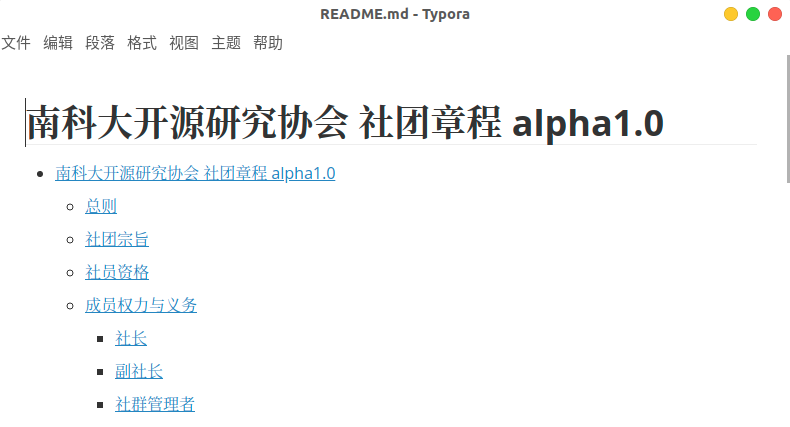 README.md - Typora
文件 编辑 段落 格式 视图 主题 帮助
南科大开源研究协会 社团章程 alpha1.0
南科大开源研究协会 社团章程 alpha1.0
总则
社团宗旨
社员资格
成员权力与义务
社长
副社长
社群管理者